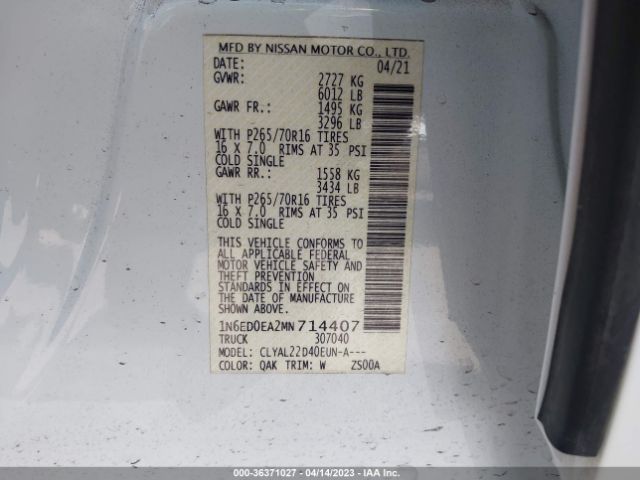 MFD BY NISSAN MOTOR CO., LTD.
DATE: 04/21
GVWR: 2727 KG
6012 LB
GAWR FR.: 1495 KG
3296 LB
WITH P265/70R16 TIRES
16 X 7.0 RIMS AT 35 PSI
COLD SINGLE
GAWR RR.: 1558 KG
3434 LB
WITH P265/70R16 TIRES
16 X 7.0 RIMS AT 35 PSI
COLD SINGLE
THIS VEHICLE CONFORMS TO
ALL APPLICABLE FEDERAL
MOTOR VEHICLE SAFETY AND
THEFT PREVENTION
STANDARDS IN EFFECT ON
THE DATE OF MANUFACTURE
SHOWN ABOVE.
1N6ED0EA2MN714407
TRUCK 307040
MODEL: CLYAL22D40EUN-A---
COLOR: QAK TRIM: W ZS00A
000-36371027 - 04/14/2023 - IAA Inc.